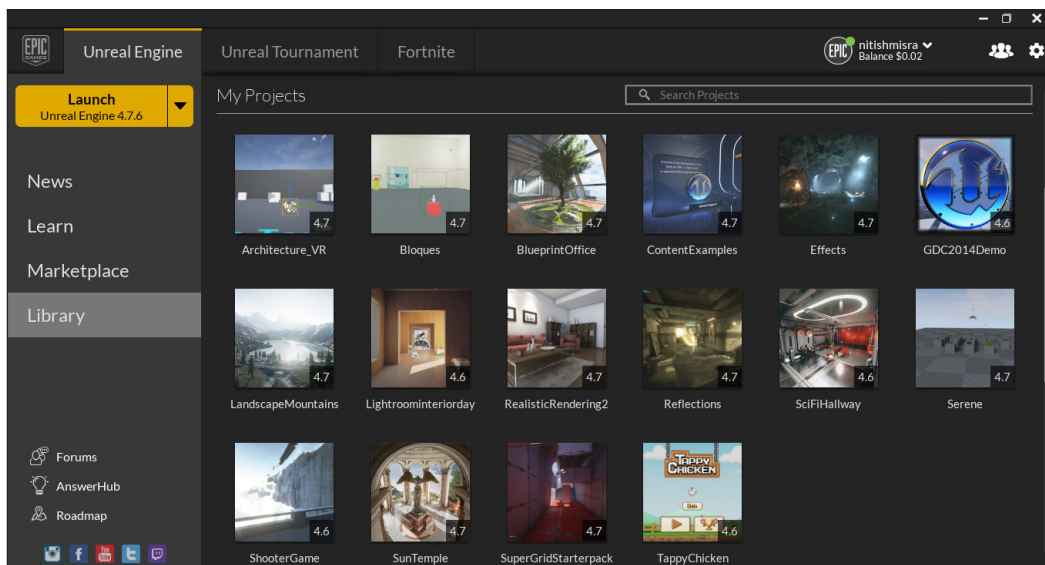 EPIC
GAMES
Unreal Engine
Unreal Tournament
Fortnite
EPIC
nitishmisra
Balance $0.02
Launch
Unreal Engine 4.7.6
My Projects
Search Projects
News
Learn
Marketplace
Library
4.7
4.7
4.7
4.7
4.7
4.6
Architecture_VR
Bloques
BlueprintOffice
ContentExamples
Effects
GDC2014Demo
4.7
4.6
4.7
4.7
4.6
4.7
LandscapeMountains
Lightroominteriorday
RealisticRendering2
Reflections
SciFiHallway
Serene
TAPPY
CHICKEN
4.6
4.7
4.7
4.6
ShooterGame
SunTemple
SuperGridStarterpack
TappyChicken
Forums
AnswerHub
Roadmap
You
Tube